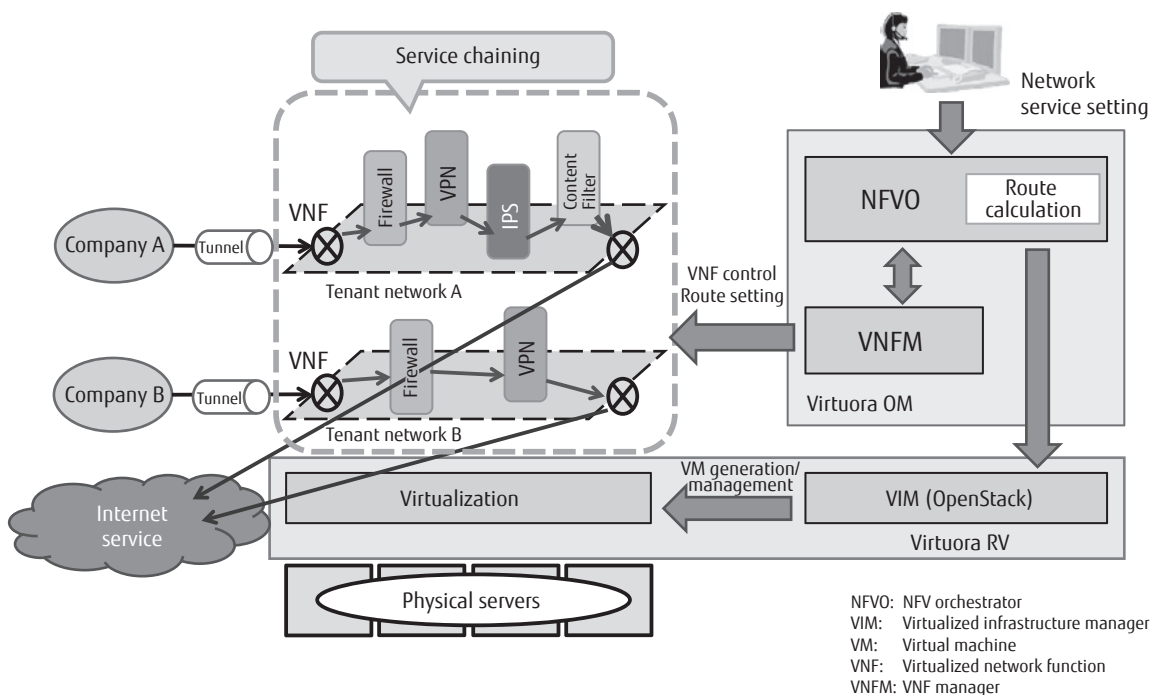 Service chaining
Network
service setting
VNF
Firewall
VPN
IPS
Content
Filter
Company A
Tunnel
Tenant network A
NFVO
Route
calculation
VNF control
Route setting
VNFM
Virtuora OM
VNF
Firewall
VPN
Company B
Tunnel
Tenant network B
Internet
service
Virtualization
VM generation/
management
VIM (OpenStack)
Virtuora RV
Physical servers
NFVO: NFV orchestrator
VIM: Virtualized infrastructure manager
VM: Virtual machine
VNF: Virtualized network function
VNFM: VNF manager